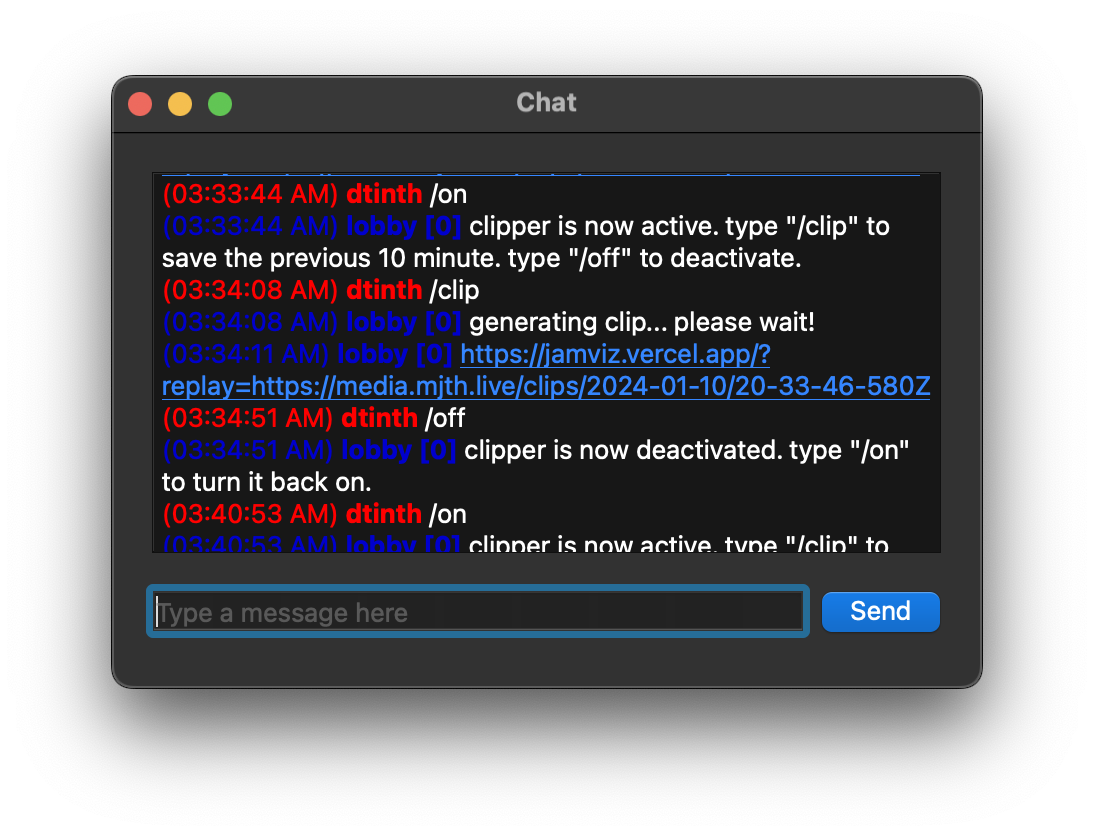 Chat
(03:33:44 AM) dtinth /on
(03:33:44 AM) lobby [0] clipper is now active. type "/clip" to
save the previous 10 minute. type "/off" to deactivate.
(03:34:08 AM) dtinth /clip
(03:34:08 AM) lobby [0] generating clip... please wait!
(03:34:11 AM) lobby [0] https://jamviz.vercel.app/?
replay=https://media.mjth.live/clips/2024-01-10/20-33-46-580Z
(03:34:51 AM) dtinth /off
(03:34:51 AM) lobby [0] clipper is now deactivated. type "/on"
to turn it back on.
(03:40:53 AM) dtinth /on
(03:40:53 AM) lobby [0] clipper is now active. type "/clip" to
Type a message here
Send